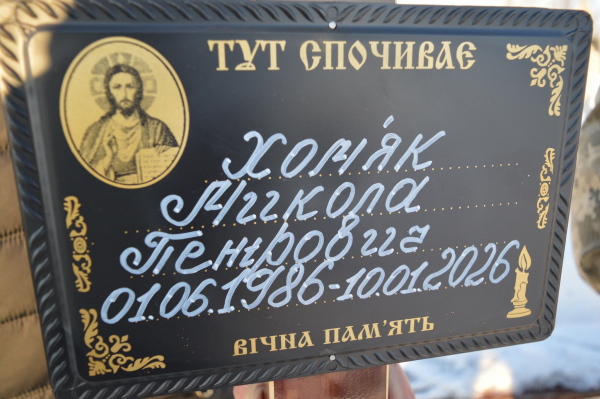 ТУТ СПОЧИВАЄ
ХОМ'ЯК
Микола
Петрович
01.06.1986-10.01.2026
ВІЧНА ПАМ'ЯТЬ